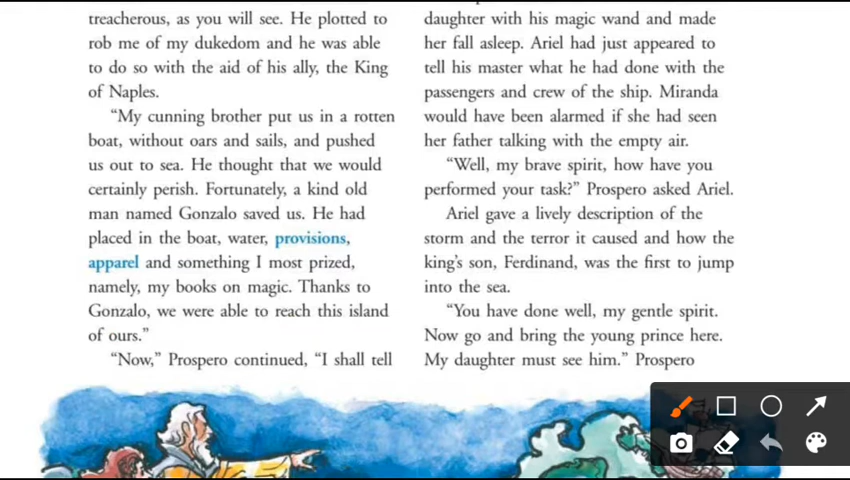 treacherous, as you will see. He plotted to
rob me of my dukedom and he was able
to do so with the aid of his ally, the King
of Naples.
“My cunning brother put us in a rotten
boat, without oars and sails, and pushed
us out to sea. He thought that we would
certainly perish. Fortunately, a kind old
man named Gonzalo saved us. He had
placed in the boat, water, provisions,
apparel and something I most prized,
namely, my books on magic. Thanks to
Gonzalo, we were able to reach this island
of ours.”
“Now,” Prospero continued, “I shall tell
daughter with his magic wand and made
her fall asleep. Ariel had just appeared to
tell his master what he had done with the
passengers and crew of the ship. Miranda
would have been alarmed if she had seen
her father talking with the empty air.
“Well, my brave spirit, how have you
performed your task?” Prospero asked Ariel.
Ariel gave a lively description of the
storm and the terror it caused and how the
king’s son, Ferdinand, was the first to jump
into the sea.
“You have done well, my gentle spirit.
Now go and bring the young prince here.
My daughter must see him.” Prospero